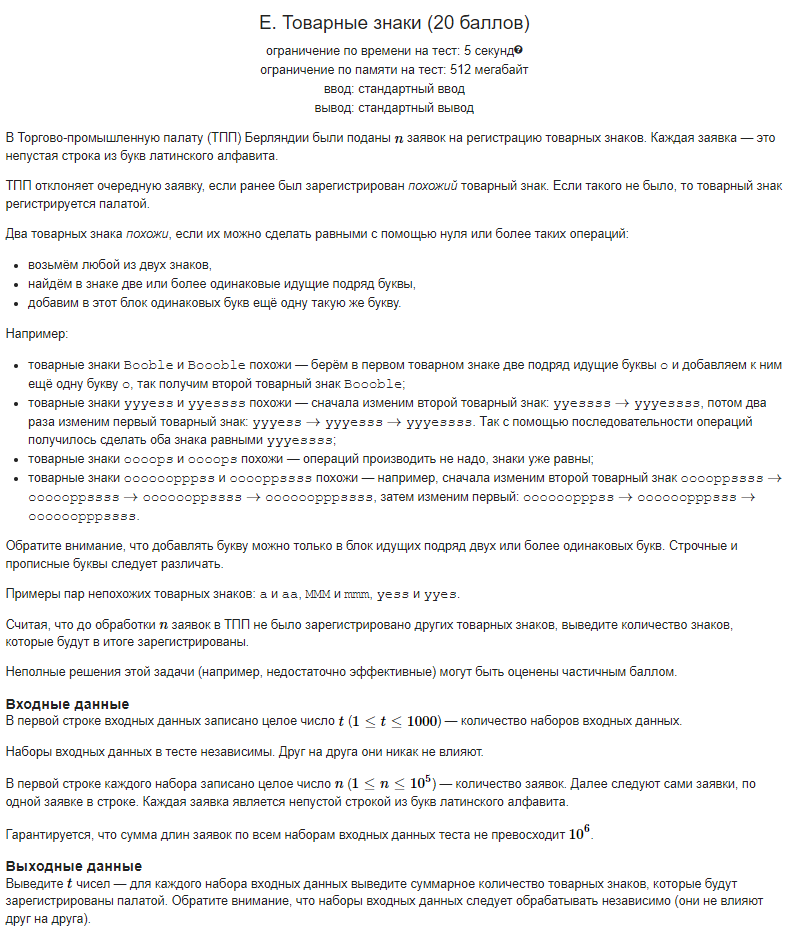 E. Товарные знаки (20 баллов)
ограничение по времени на тест: 5 секунд
ограничение по памяти на тест: 512 мегабайт
ввод: стандартный ввод
вывод: стандартный вывод
В Торгово-промышленную палату (ТПП) Берляндии были поданы n заявок на регистрацию товарных знаков. Каждая заявка — это
непустая строка из букв латинского алфавита.
ТПП отклоняет очередную заявку, если ранее был зарегистрирован похожий товарный знак. Если такого не было, то товарный знак
регистрируется палатой.
Два товарных знака похожи, если их можно сделать равными с помощью нуля или более таких операций:
• возьмём любой из двух знаков,
• найдём в знаке две или более одинаковые идущие подряд буквы,
• добавим в этот блок одинаковых букв ещё одну такую же букву.
Например:
• товарные знаки Booble и Boooble похожи — берём в первом товарном знаке две подряд идущие буквы o и добавляем к ним
ещё одну букву o, так получим второй товарный знак Boooble;
• товарные знаки yyyess и yyessss похожи — сначала изменим второй товарный знак: yyessss → yyyessss, потом два
раза изменим первый товарный знак: yyyess → yyyesss → yyyessss. Так с помощью последовательности операций
получилось сделать оба знака равными yyyessss;
• товарные знаки oooops и oooops похожи — операций производить не надо, знаки уже равны;
• товарные знаки oooooopppss и ooooppssss похожи — например, сначала изменим второй товарный знак ooooppssss →
oooooppssss → ooooooppssss → oooooopppssss, затем изменим первый: oooooopppss → oooooopppsss →
oooooopppssss.
Обратите внимание, что добавлять букву можно только в блок идущих подряд двух или более одинаковых букв. Строчные и
прописные буквы следует различать.
Примеры пар непохожих товарных знаков: a и aa, MMM и mmm, yess и yyes.
Считая, что до обработки n заявок в ТПП не было зарегистрировано других товарных знаков, выведите количество знаков,
которые будут в итоге зарегистрированы.
Неполные решения этой задачи (например, недостаточно эффективные) могут быть оценены частичным баллом.
Входные данные
В первой строке входных данных записано целое число t (1 ≤ t ≤ 1000) — количество наборов входных данных.
Наборы входных данных в тесте независимы. Друг на друга они никак не влияют.
В первой строке каждого набора записано целое число n (1 ≤ n ≤ 10⁵) — количество заявок. Далее следуют сами заявки, по
одной заявке в строке. Каждая заявка является непустой строкой из букв латинского алфавита.
Гарантируется, что сумма длин заявок по всем наборам входных данных теста не превосходит 10⁶.
Выходные данные
Выведите t чисел — для каждого набора входных данных выведите суммарное количество товарных знаков, которые будут
зарегистрированы палатой. Обратите внимание, что наборы входных данных следует обрабатывать независимо (они не влияют
друг на друга).